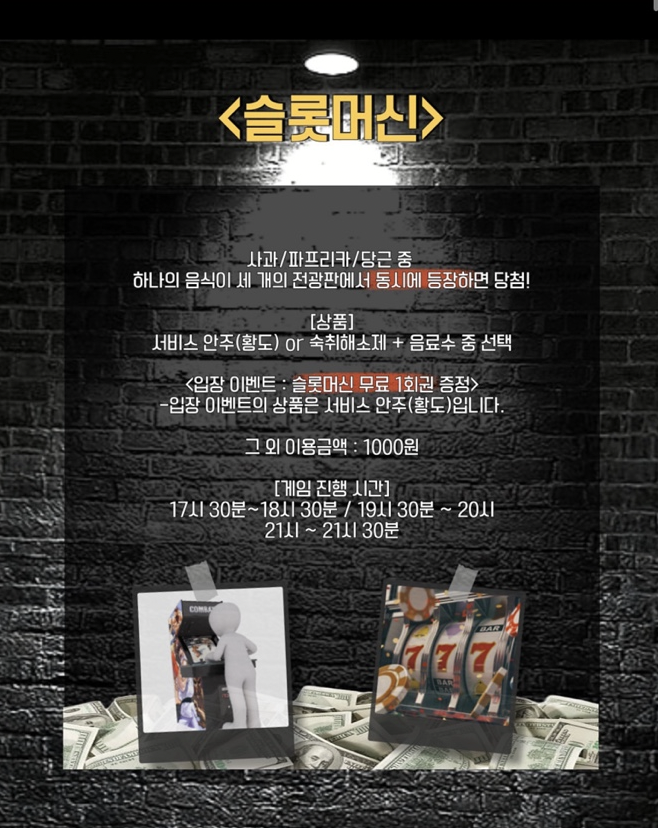 <슬롯머신>
사과/파프리카/당근 중
하나의 음식이 세 개의 전광판에서 동시에 등장하면 당첨!
[상품]
서비스 안주(황도) or 숙취해소제 + 음료수 중 선택
<입장 이벤트 : 슬롯머신 무료 1회권 증정>
-입장 이벤트의 상품은 서비스 안주(황도)입니다.
그 외 이용금액 : 1000원
[게임 진행 시간]
17시 30분~18시 30분 / 19시 30분 ~ 20시
21시 ~ 21시 30분
7 7 7
BAR
BAR